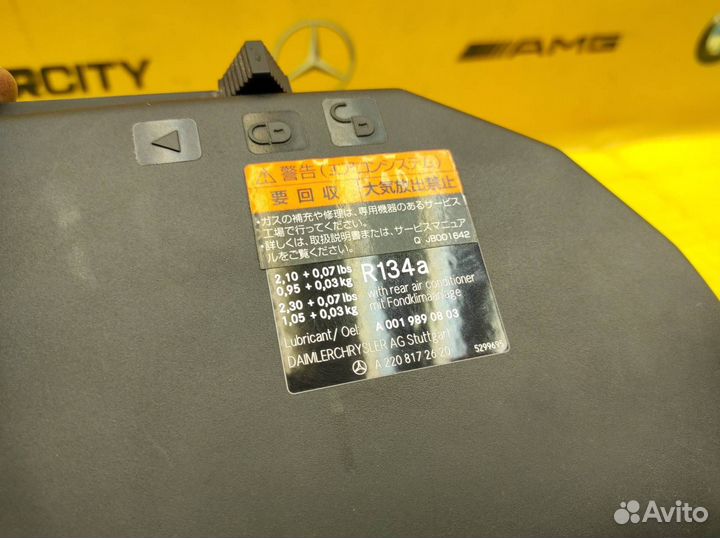 RCITY
AMG
⚠警告(エアコンシステム)
要回収 大気放出禁止
・ガスの補充や修理は、専用機器のあるサービス
工場で行ってください。
・詳しくは、取扱説明書または、サービスマニュア
ルをご覧ください。
Q JB001642
2,10 + 0,07 lbs
0,95 + 0,03 kg
R134a
2,30 + 0,07 lbs
1,05 + 0,03 kg
with rear air conditioner
mit Fondklimaanlage
Lubricant/ Oel: A 001 989 08 03
DAIMLERCHRYSLER AG Stuttgart
A 220 817 26 20
5299695
Avito